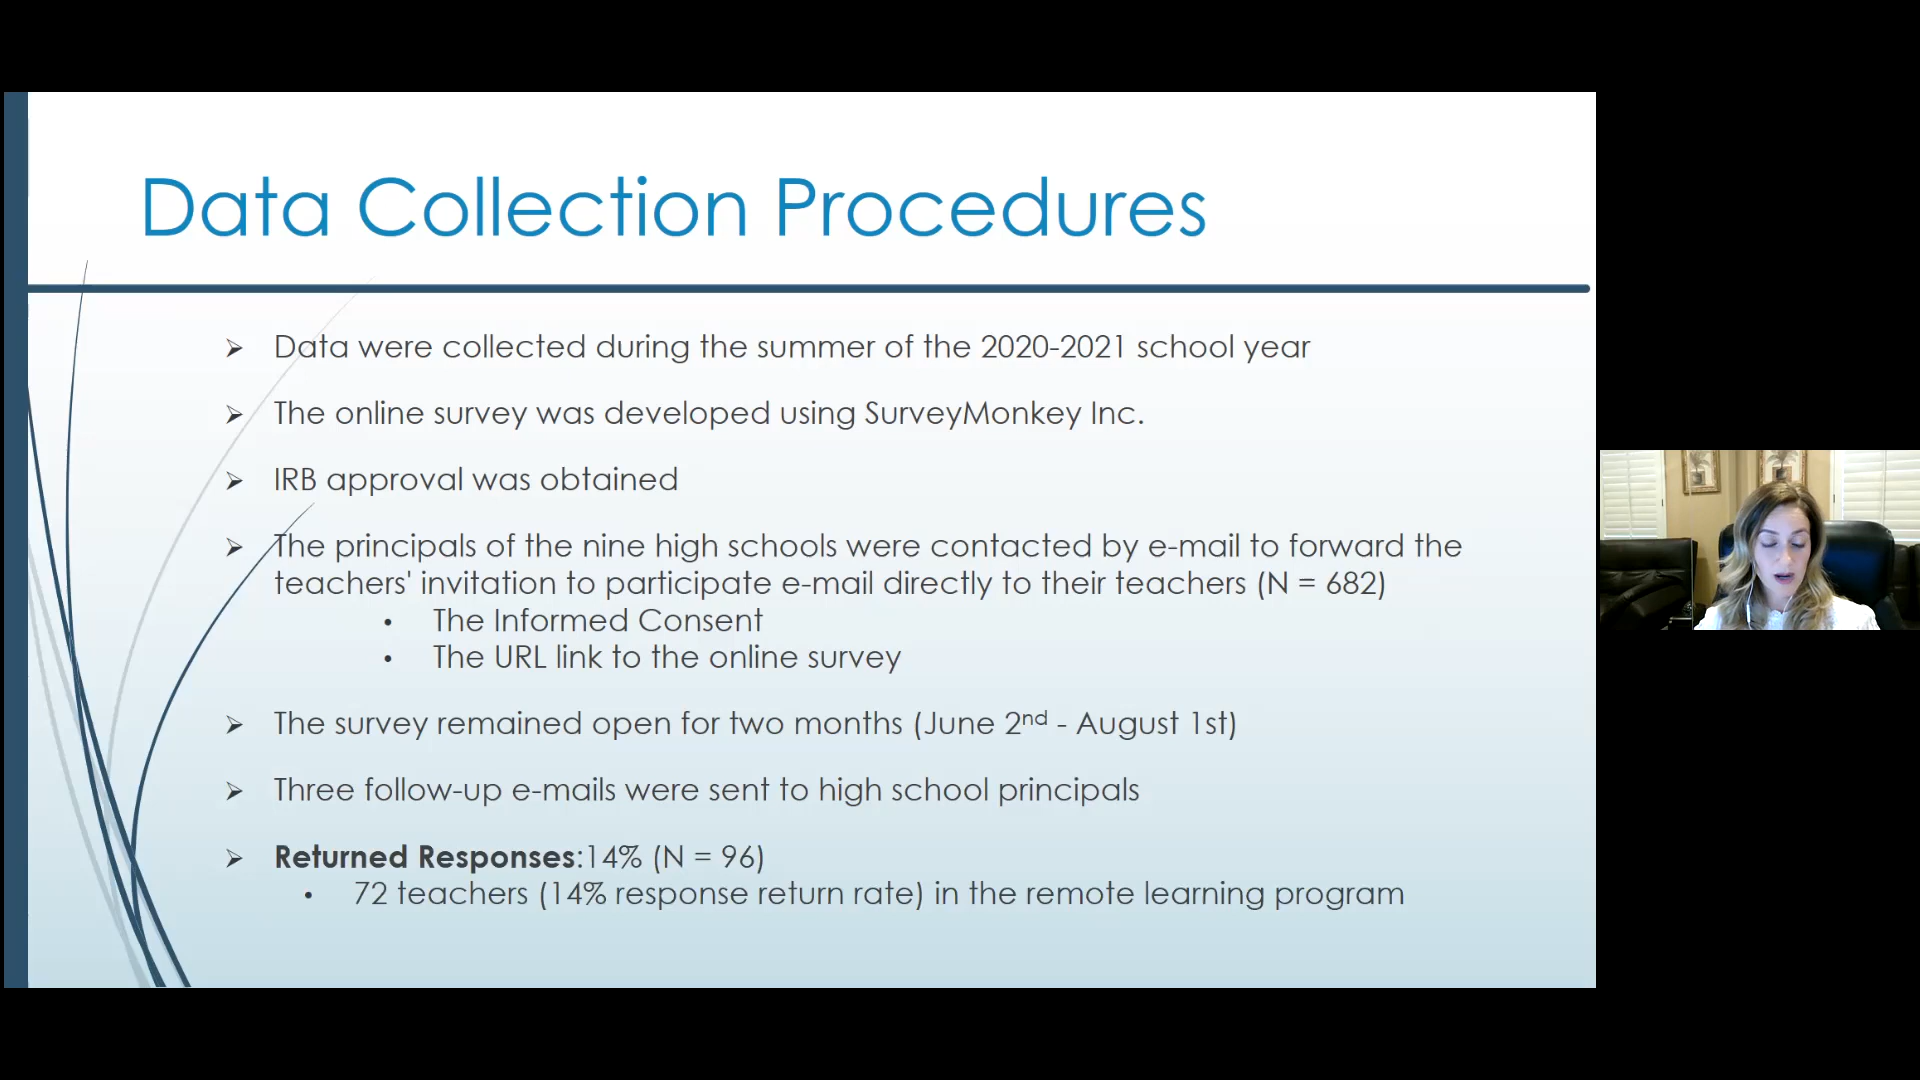 Data Collection Procedures
➢ Data were collected during the summer of the 2020-2021 school year
➢ The online survey was developed using SurveyMonkey Inc.
➢ IRB approval was obtained
➢ The principals of the nine high schools were contacted by e-mail to forward the
teachers' invitation to participate e-mail directly to their teachers (N = 682)
• The Informed Consent
• The URL link to the online survey
➢ The survey remained open for two months (June 2nd - August 1st)
➢ Three follow-up e-mails were sent to high school principals
➢ Returned Responses:14% (N = 96)
• 72 teachers (14% response return rate) in the remote learning program